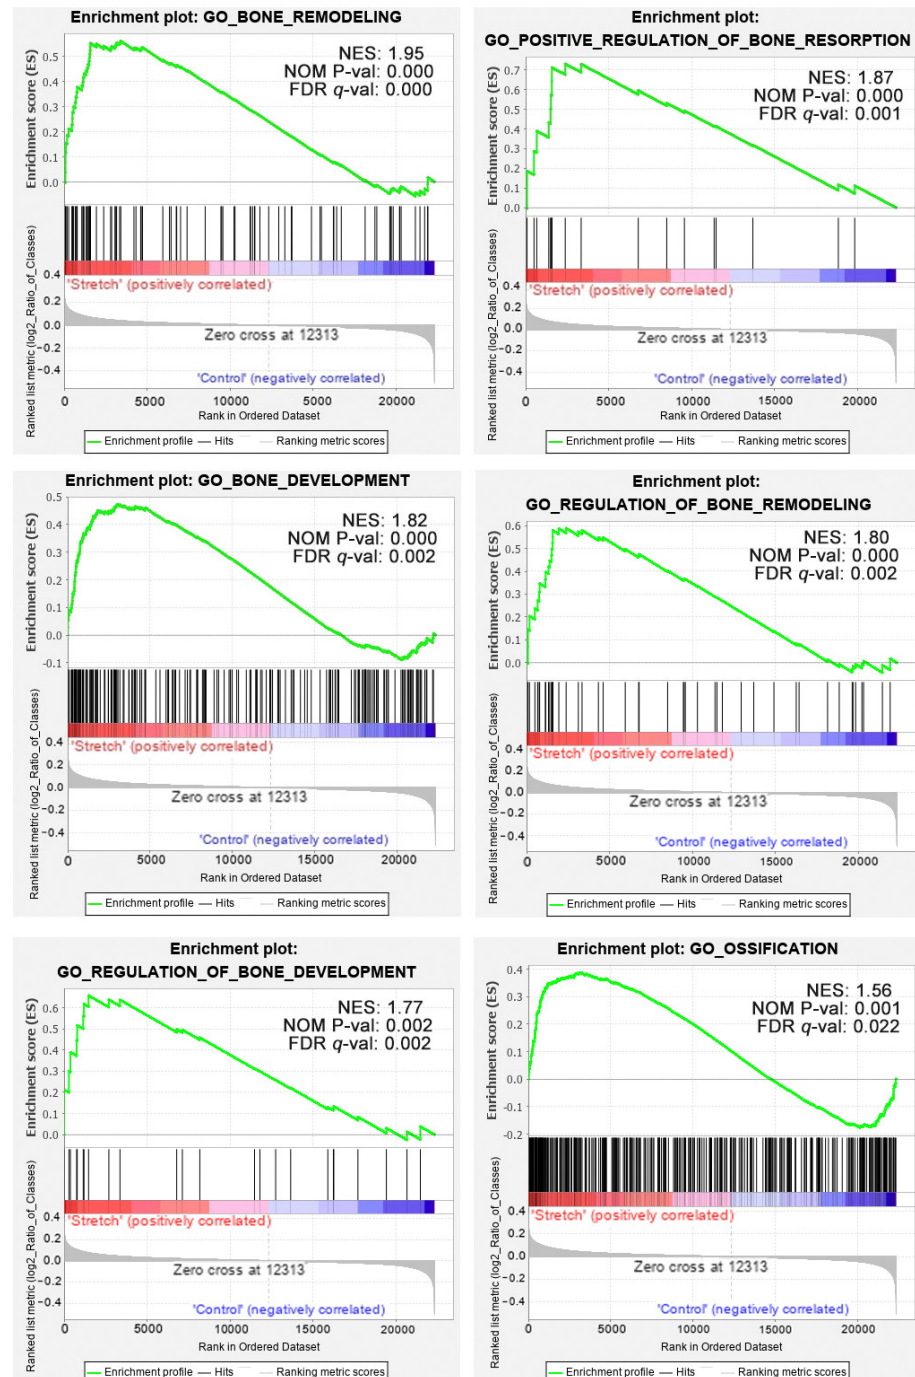 Enrichment plot: GO_BONE_REMODELING
NES: 1.95
NOM P-val: 0.000
FDR q-val: 0.000
Enrichment score (ES)
0.5
0.4
0.3
0.2
0.1
0.0
Ranked list metric (log2_Ratio_of_Classes)
0.4
0.2
0.0
−0.2
−0.4
'Stretch' (positively correlated)
Zero cross at 12313
'Control' (negatively correlated)
0 5000 10000 15000 20000
Rank in Ordered Dataset
Enrichment profile Hits Ranking metric scores
Enrichment plot:
GO_POSITIVE_REGULATION_OF_BONE_RESORPTION
NES: 1.87
NOM P-val: 0.000
FDR q-val: 0.001
Enrichment score (ES)
0.7
0.6
0.5
0.4
0.3
0.2
0.1
0.0
Ranked list metric (log2_Ratio_of_Classes)
0.4
0.2
0.0
−0.2
−0.4
'Stretch' (positively correlated)
Zero cross at 12313
'Control' (negatively correlated)
0 5000 10000 15000 20000
Rank in Ordered Dataset
Enrichment profile Hits Ranking metric scores
Enrichment plot: GO_BONE_DEVELOPMENT
NES: 1.82
NOM P-val: 0.000
FDR q-val: 0.002
Enrichment score (ES)
0.5
0.4
0.3
0.2
0.1
0.0
-0.1
Ranked list metric (log2_Ratio_of_Classes)
0.4
0.2
0.0
−0.2
−0.4
'Stretch' (positively correlated)
Zero cross at 12313
'Control' (negatively correlated)
0 5000 10000 15000 20000
Rank in Ordered Dataset
Enrichment profile Hits Ranking metric scores
Enrichment plot:
GO_REGULATION_OF_BONE_REMODELING
NES: 1.80
NOM P-val: 0.000
FDR q-val: 0.002
Enrichment score (ES)
0.6
0.5
0.4
0.3
0.2
0.1
0.0
Ranked list metric (log2_Ratio_of_Classes)
0.4
0.2
0.0
−0.2
−0.4
'Stretch' (positively correlated)
Zero cross at 12313
'Control' (negatively correlated)
0 5000 10000 15000 20000
Rank in Ordered Dataset
Enrichment profile Hits Ranking metric scores
Enrichment plot:
GO_REGULATION_OF_BONE_DEVELOPMENT
NES: 1.77
NOM P-val: 0.002
FDR q-val: 0.002
Enrichment score (ES)
0.6
0.5
0.4
0.3
0.2
0.1
0.0
Ranked list metric (log2_Ratio_of_Classes)
0.4
0.2
0.0
−0.2
−0.4
'Stretch' (positively correlated)
Zero cross at 12313
'Control' (negatively correlated)
0 5000 10000 15000 20000
Rank in Ordered Dataset
Enrichment profile Hits Ranking metric scores
Enrichment plot: GO_OSSIFICATION
NES: 1.56
NOM P-val: 0.001
FDR q-val: 0.022
Enrichment score (ES)
0.4
0.3
0.2
0.1
0.0
-0.1
-0.2
Ranked list metric (log2_Ratio_of_Classes)
0.4
0.2
0.0
−0.2
−0.4
'Stretch' (positively correlated)
Zero cross at 12313
'Control' (negatively correlated)
0 5000 10000 15000 20000
Rank in Ordered Dataset
Enrichment profile Hits Ranking metric scores